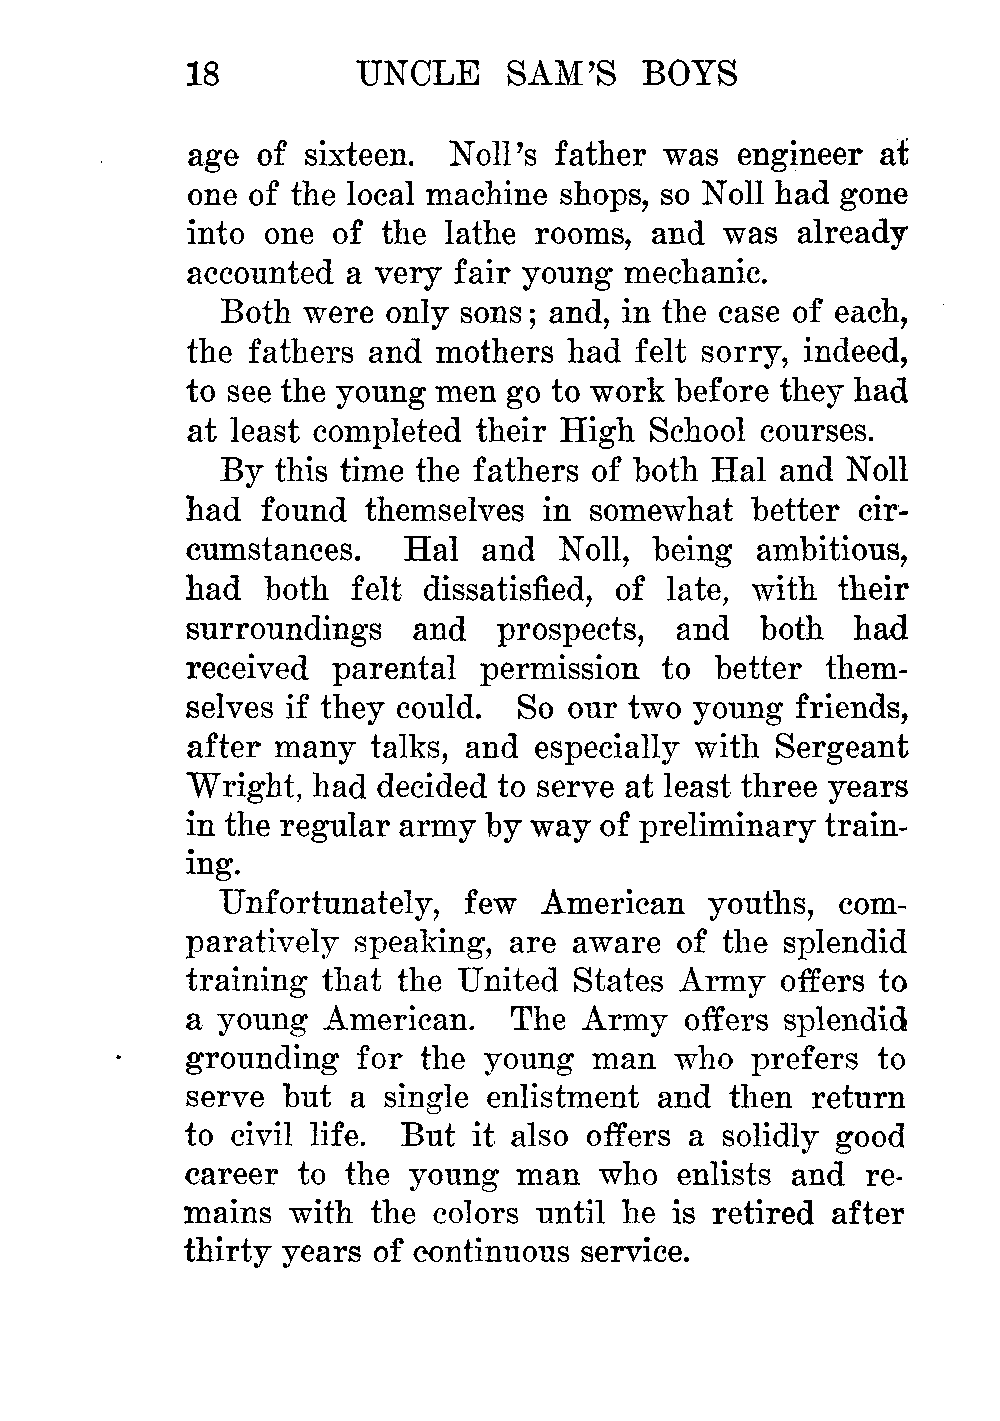 18 UNCLE SAM'S BOYS
age of sixteen. Noll's father was engineer at
one of the local machine shops, so Noll had gone
into one of the lathe rooms, and was already
accounted a very fair young mechanic.
Both were only sons; and, in the case of each,
the fathers and mothers had felt sorry, indeed,
to see the young men go to work before they had
at least completed their High School courses.
By this time the fathers of both Hal and Noll
had found themselves in somewhat better cir-
cumstances. Hal and Noll, being ambitious,
had both felt dissatisfied, of late, with their
surroundings and prospects, and both had
received parental permission to better them-
selves if they could. So our two young friends,
after many talks, and especially with Sergeant
Wright, had decided to serve at least three years
in the regular army by way of preliminary train-
ing.
Unfortunately, few American youths, com-
paratively speaking, are aware of the splendid
training that the United States Army offers to
a young American. The Army offers splendid
grounding for the young man who prefers to
serve but a single enlistment and then return
to civil life. But it also offers a solidly good
career to the young man who enlists and re-
mains with the colors until he is retired after
thirty years of continuous service.